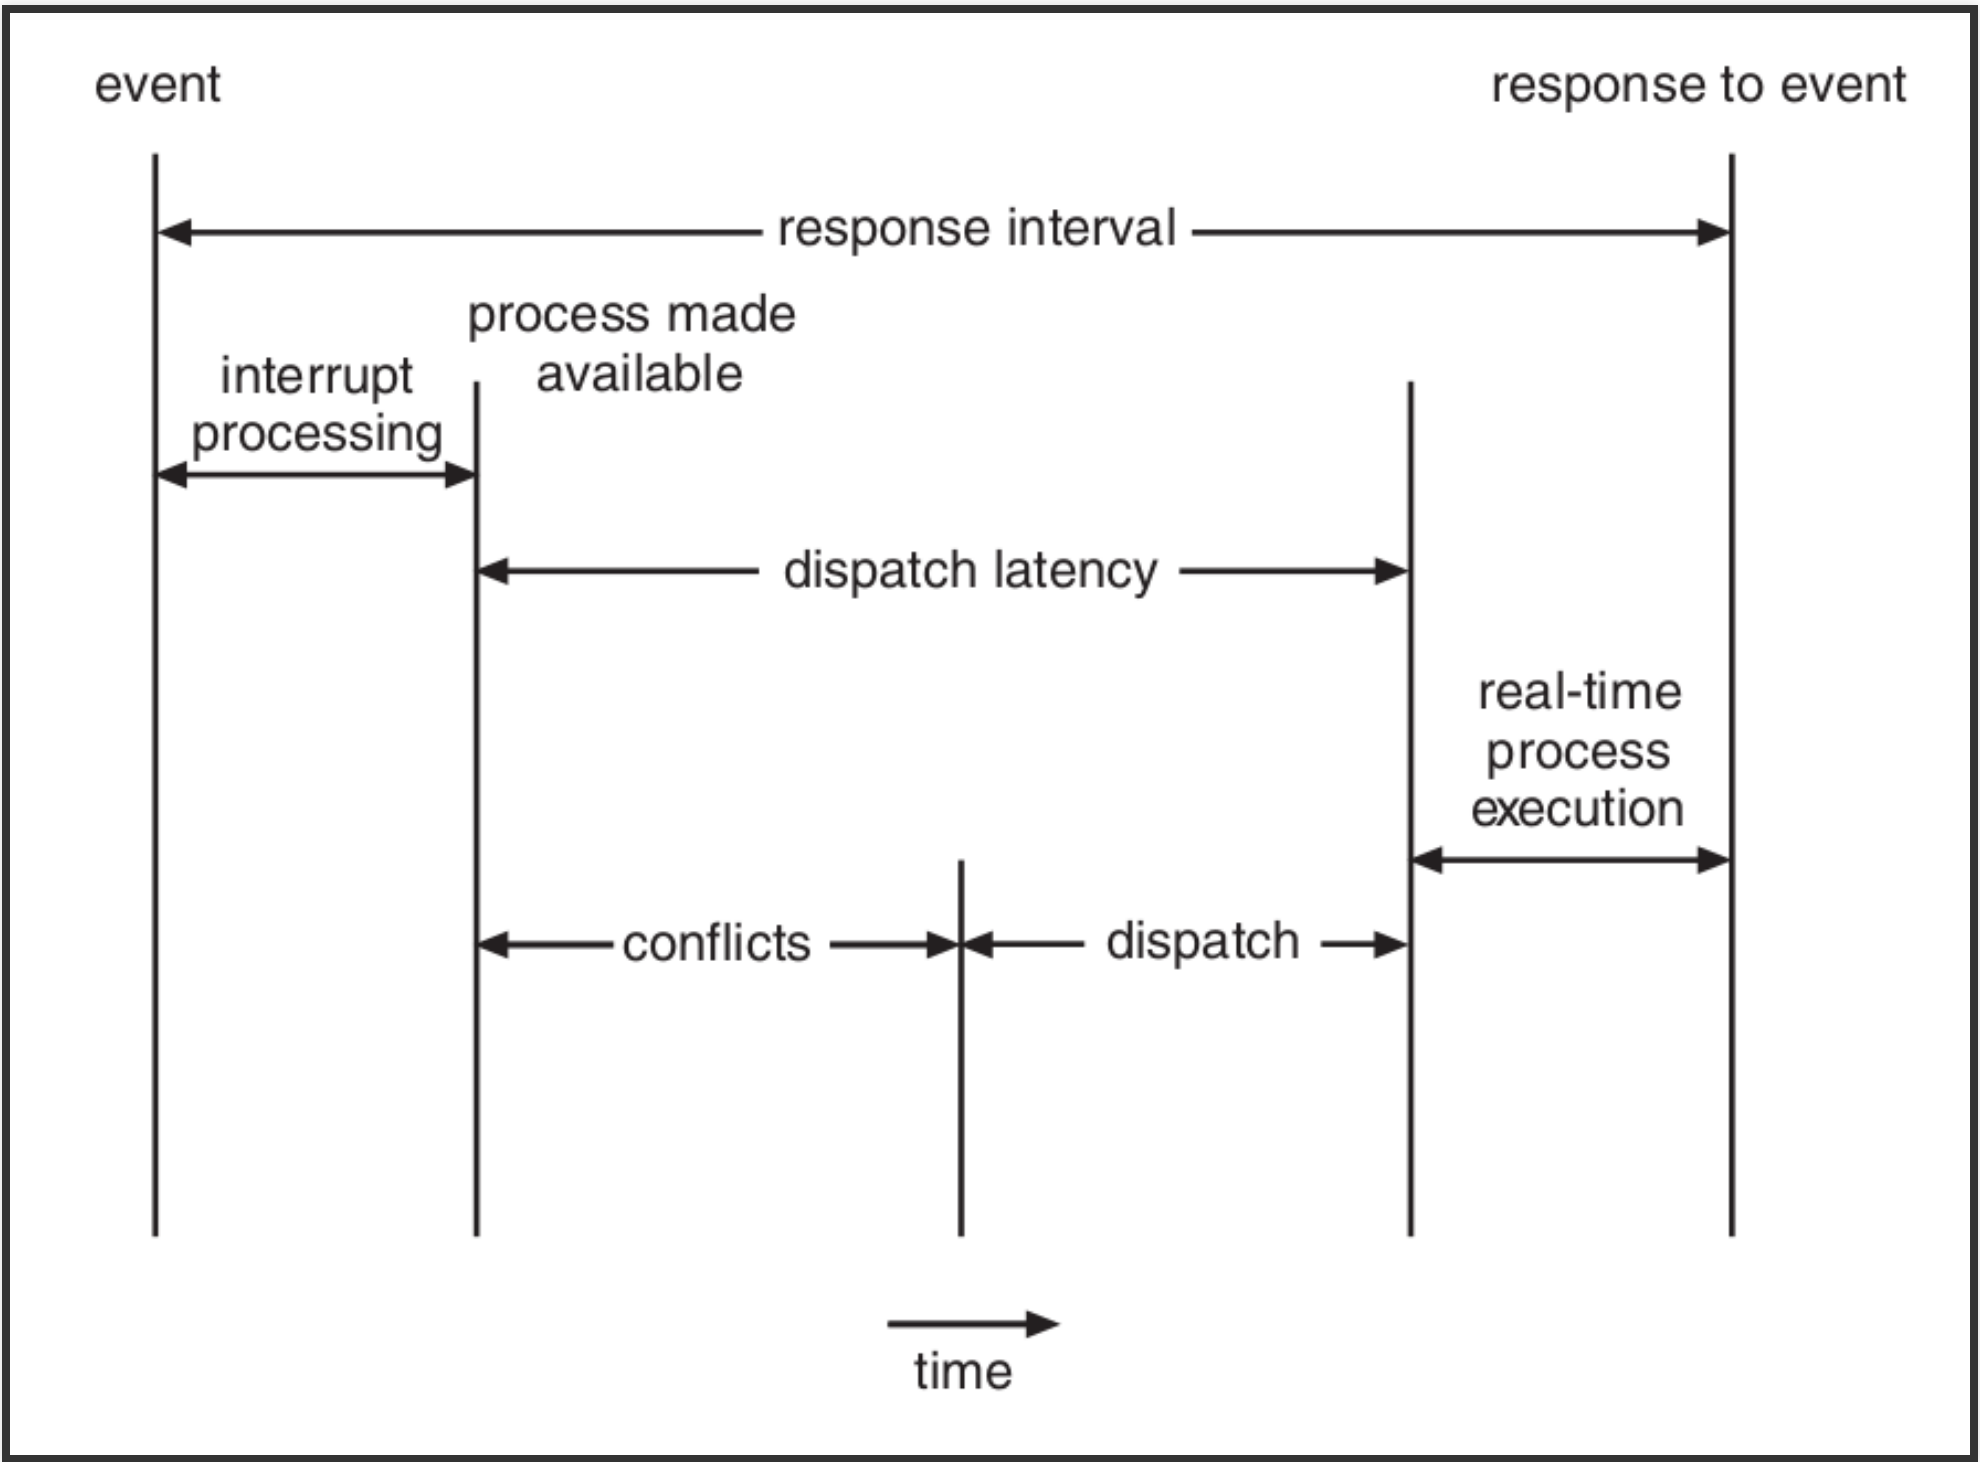 event
response to event
response interval
process made
available
interrupt
processing
dispatch latency
real-time
process
execution
conflicts
dispatch
time